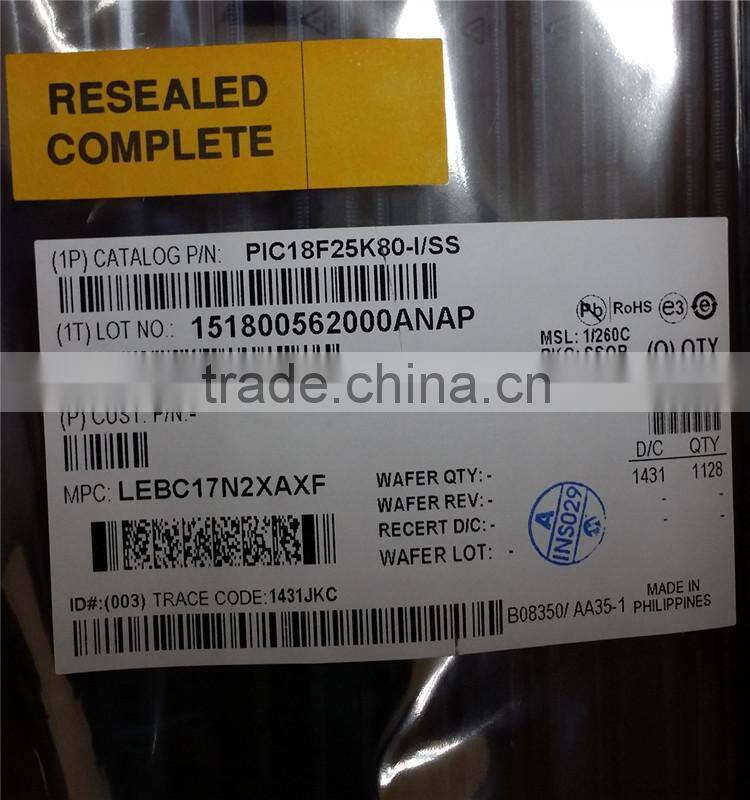 RESEALED
COMPLETE
(1P) CATALOG P/N: PIC18F25K80-I/SS
(1T) LOT NO.: 151800562000ANAP
Pb RoHS e3 e
MSL: 1/260C
PKG: SSOP (Q) QTY
trade.china.cn
(P) CUST. P/N:-
D/C QTY
1431 1128
- -
- -
MPC: LEBC17N2XAXF
WAFER QTY: -
WAFER REV: -
RECERT D/C: -
WAFER LOT: -
A
INS029
ID#:(003) TRACE CODE:1431JKC
B08350/ AA35-1
MADE IN
PHILIPPINES